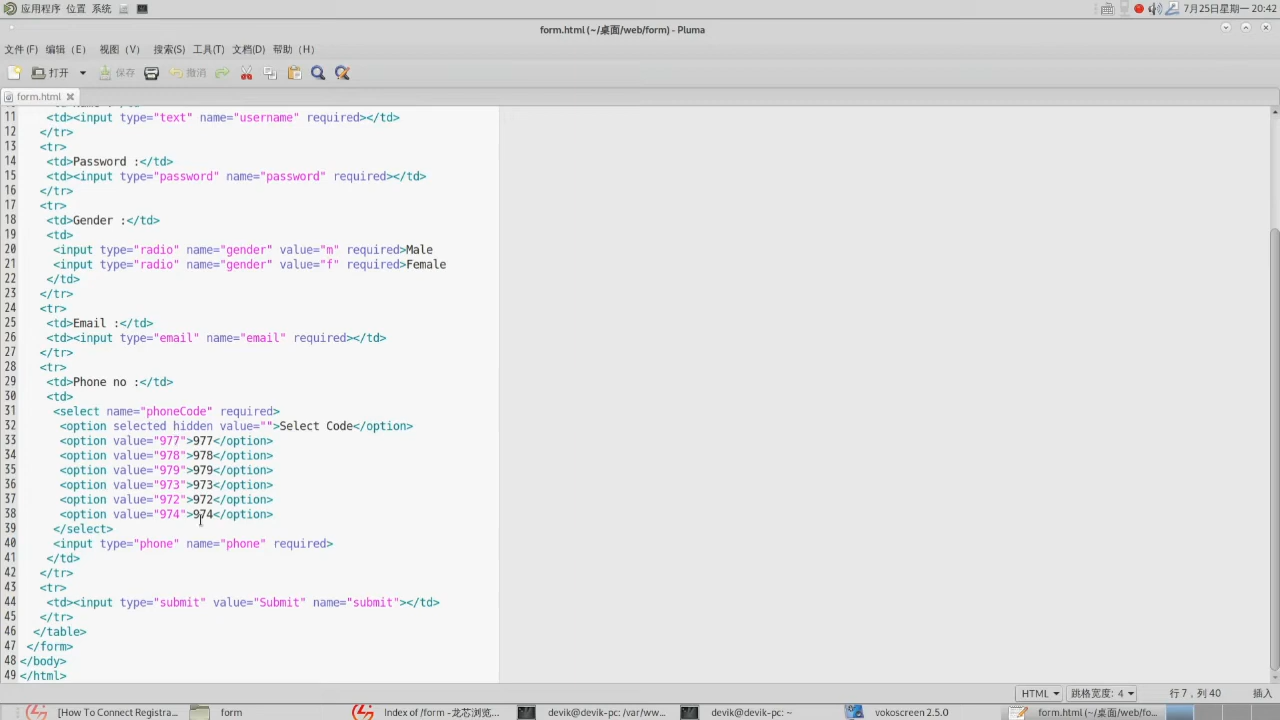 应用程序 位置 系统 7月25日星期一 20:42
form.html (~/桌面/web/form) - Pluma
文件(F) 编辑(E) 视图(V) 搜索(S) 工具(T) 文档(D) 帮助(H)
打开 保存 撤消
form.html
11 <td><input type="text" name="username" required></td>
12 </tr>
13 <tr>
14 <td>Password :</td>
15 <td><input type="password" name="password" required></td>
16 </tr>
17 <tr>
18 <td>Gender :</td>
19 <td>
20 <input type="radio" name="gender" value="m" required>Male
21 <input type="radio" name="gender" value="f" required>Female
22 </td>
23 </tr>
24 <tr>
25 <td>Email :</td>
26 <td><input type="email" name="email" required></td>
27 </tr>
28 <tr>
29 <td>Phone no :</td>
30 <td>
31 <select name="phoneCode" required>
32 <option selected hidden value="">Select Code</option>
33 <option value="977">977</option>
34 <option value="978">978</option>
35 <option value="979">979</option>
36 <option value="973">973</option>
37 <option value="972">972</option>
38 <option value="974">974</option>
39 </select>
40 <input type="phone" name="phone" required>
41 </td>
42 </tr>
43 <tr>
44 <td><input type="submit" value="Submit" name="submit"></td>
45 </tr>
46 </table>
47 </form>
48 </body>
49 </html>
HTML 跳格宽度: 4 行 7，列 40 插入
[How To Connect Registra... form Index of /form -龙芯浏览... devik@devik-pc: /var/ww... devik@devik-pc: ~ vokoscreen 2.5.0 form.html (~/桌面/web/fo...